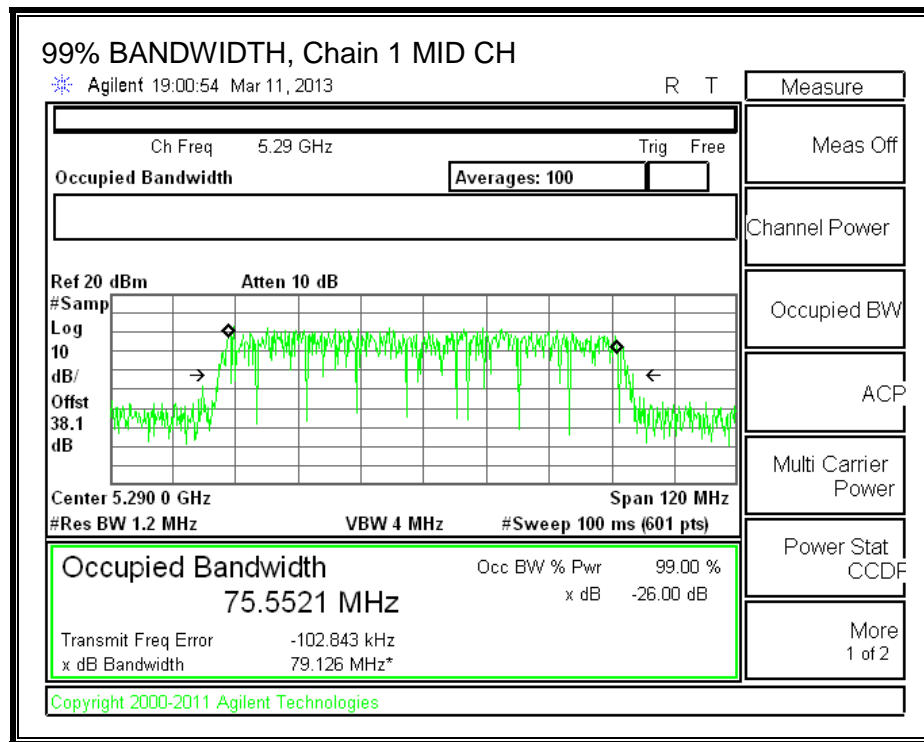 99% BANDWIDTH, Chain 1 MID CH
Agilent 19:00:54 Mar 11, 2013 R T
Measure
Ch Freq 5.29 GHz Trig Free
Meas Off
Occupied Bandwidth Averages: 100
Channel Power
Ref 20 dBm Atten 10 dB
#Samp
Log
10
dB/
Offst
38.1
dB
Occupied BW
ACP
Multi Carrier
Power
Center 5.290 0 GHz Span 120 MHz
#Res BW 1.2 MHz VBW 4 MHz #Sweep 100 ms (601 pts)
Power Stat
CCDF
Occupied Bandwidth Occ BW % Pwr 99.00 %
75.5521 MHz x dB -26.00 dB
Transmit Freq Error -102.843 kHz
x dB Bandwidth 79.126 MHz*
More
1 of 2
Copyright 2000-2011 Agilent Technologies